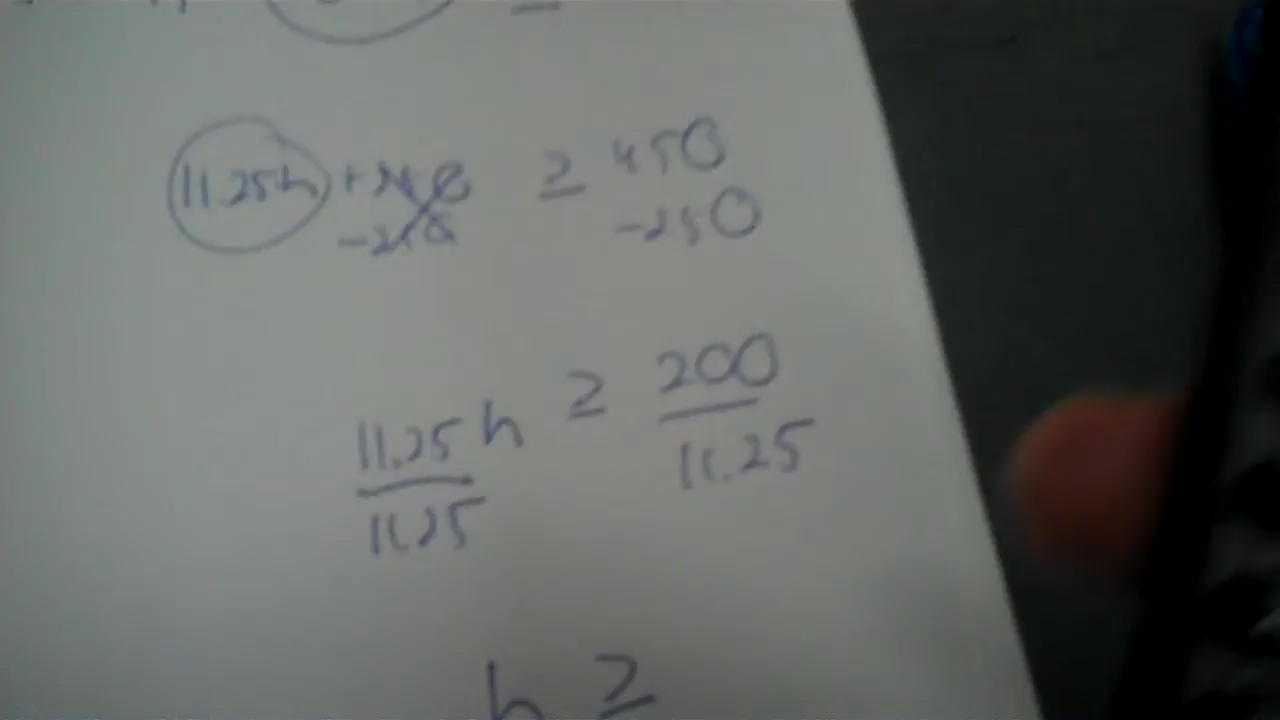 11.25h + 250 ≥ 450
-250 -250
11.25h ≥ 200
11.25 11.25
h ≥